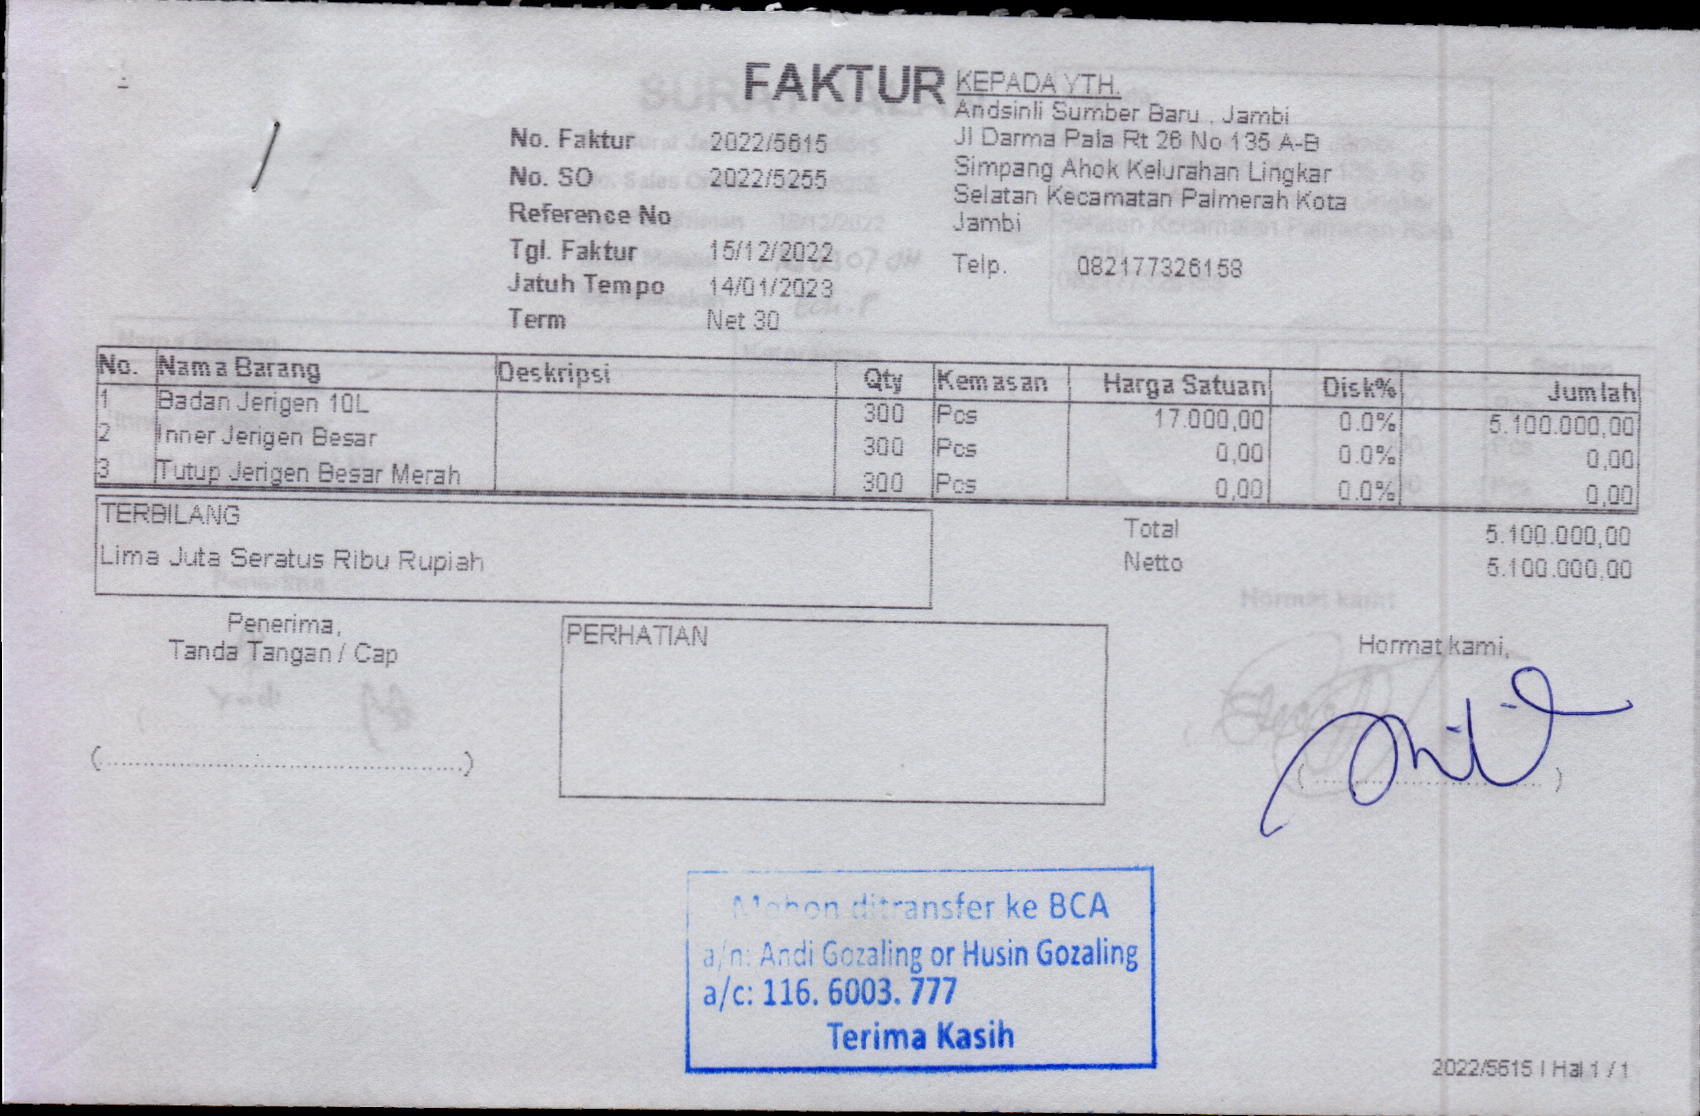 FAKTUR
KEPADA YTH.
Andsinli Sumber Baru , Jambi
Jl Darma Pala Rt 26 No 135 A-B
Simpang Ahok Kelurahan Lingkar
Selatan Kecamatan Palmerah Kota
Jambi
Telp. 082177326158
No. Faktur 2022/5615
No. SO 2022/5255
Reference No
Tgl. Faktur 15/12/2022
Jatuh Tempo 14/01/2023
Term Net 30
No. Nama Barang Deskripsi Qty Kemasan Harga Satuan Disk% Jumlah
1 Badan Jerigen 10L 300 Pcs 17.000,00 0.0% 5.100.000,00
2 Inner Jerigen Besar 300 Pcs 0,00 0.0% 0,00
3 Tutup Jerigen Besar Merah 300 Pcs 0,00 0.0% 0,00
TERBILANG
Lima Juta Seratus Ribu Rupiah
Total 5.100.000,00
Netto 5.100.000,00
Penerima,
Tanda Tangan / Cap
(..............................................)
PERHATIAN
Hormat kami,
Mohon ditransfer ke BCA
a/n: Andi Gozaling or Husin Gozaling
a/c: 116. 6003. 777
Terima Kasih
2022/5615 | Hal 1 / 1